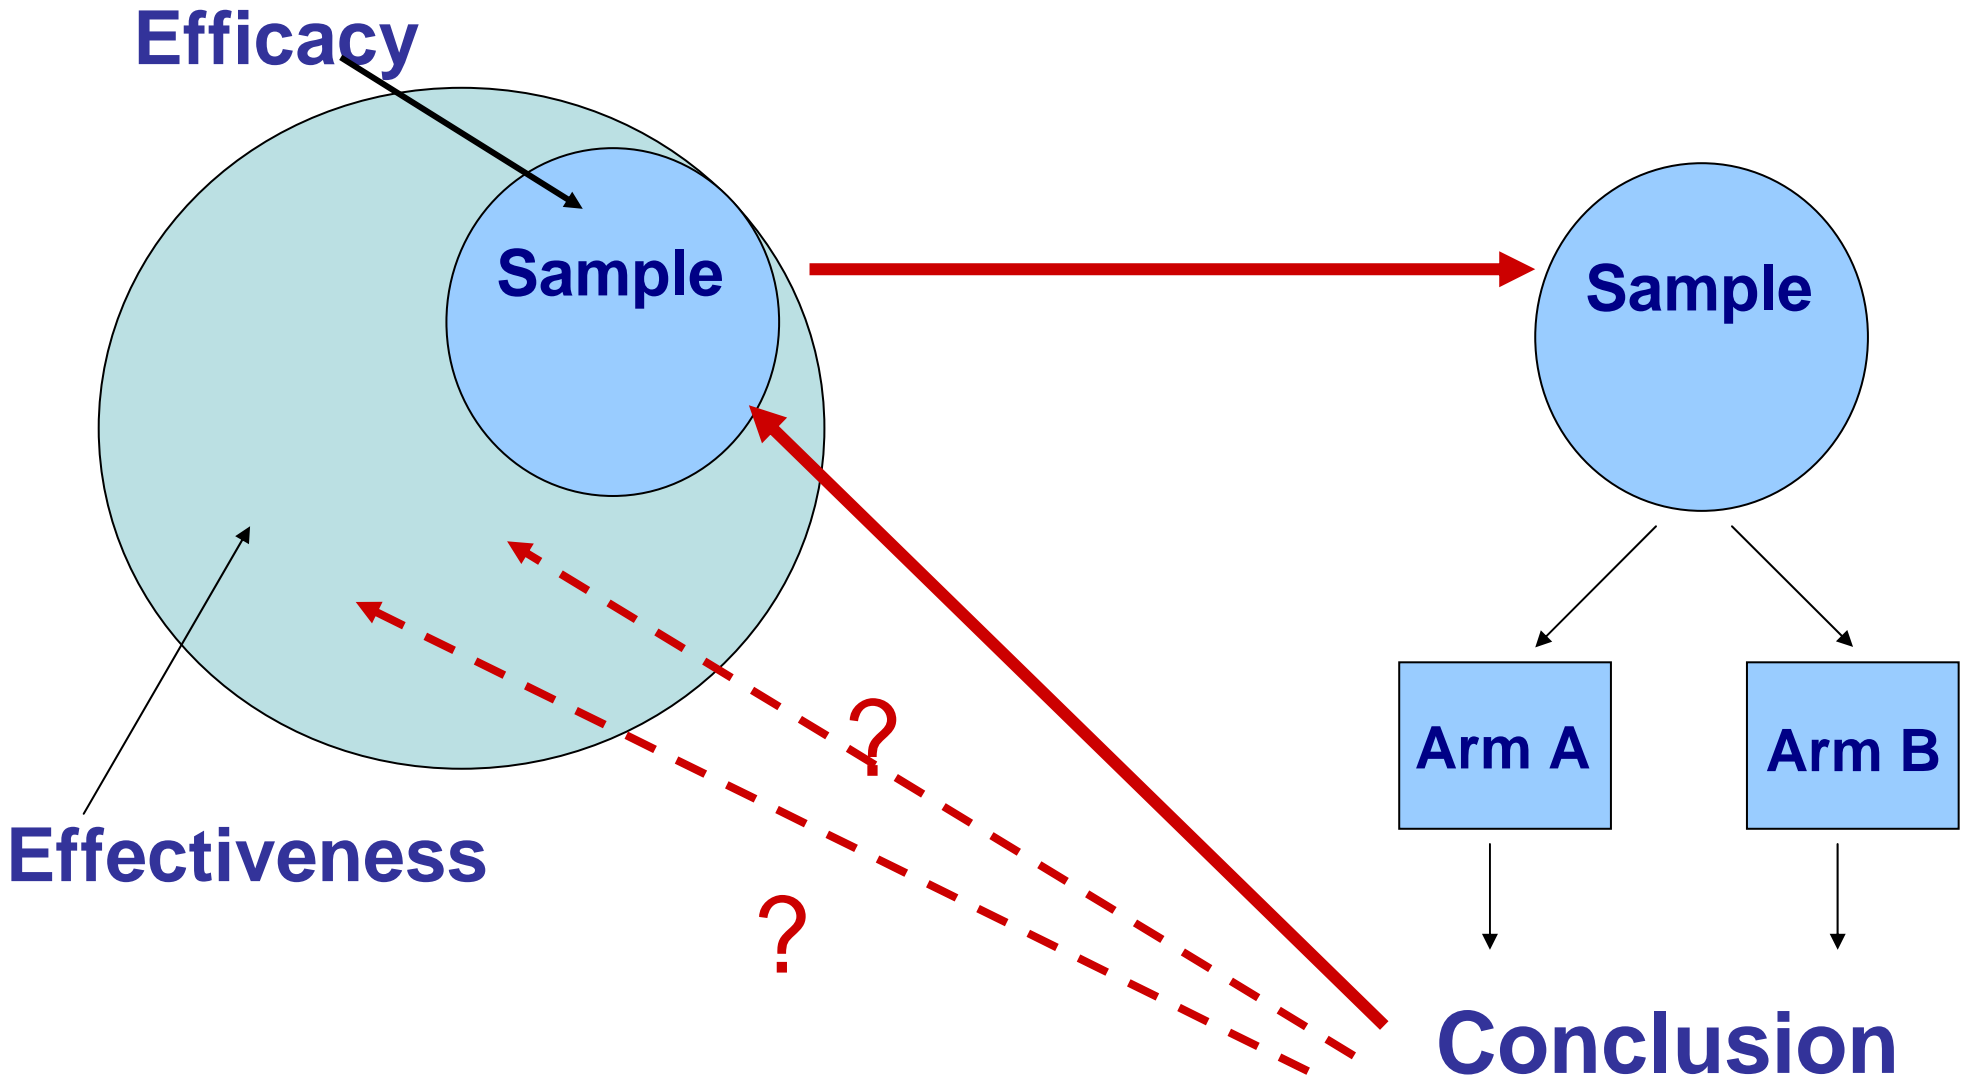 Efficacy
Sample
Sample
Arm A
Arm B
?
Effectiveness
?
Conclusion